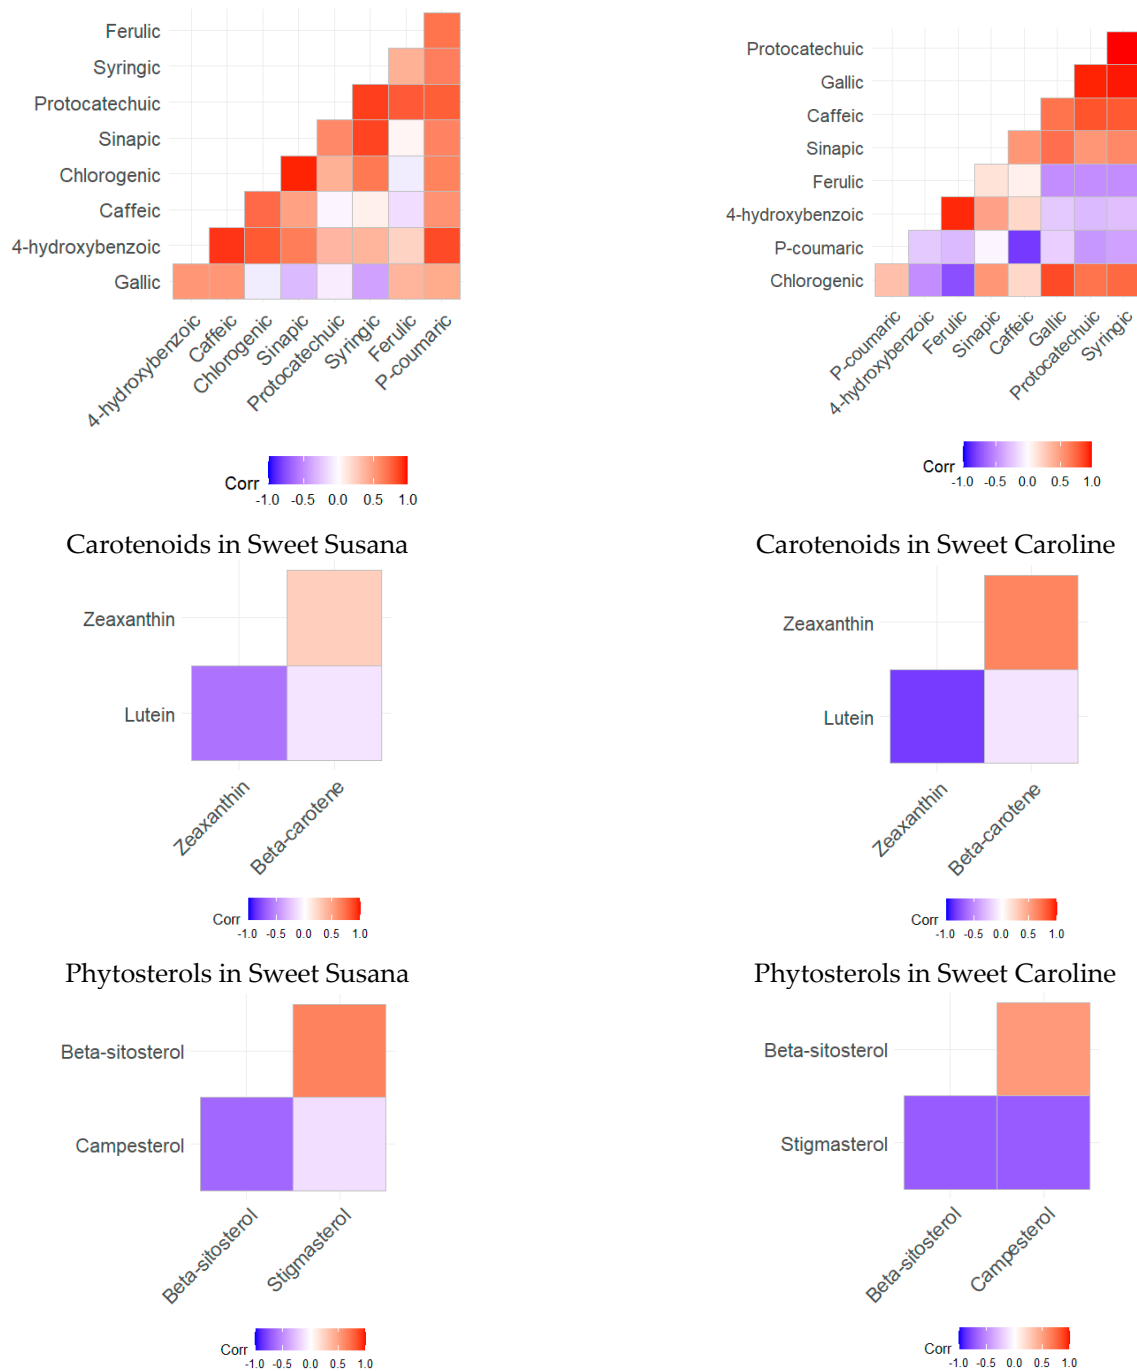 Ferulic
Syringic
Protocatechuic
Sinapic
Chlorogenic
Caffeic
4-hydroxybenzoic
Gallic
4-hydroxybenzoic
Caffeic
Chlorogenic
Sinapic
Protocatechuic
Syringic
Ferulic
P-coumaric
Corr
-1.0 -0.5 0.0 0.5 1.0
Protocatechuic
Gallic
Caffeic
Sinapic
Ferulic
4-hydroxybenzoic
P-coumaric
Chlorogenic
P-coumaric
4-hydroxybenzoic
Ferulic
Sinapic
Caffeic
Gallic
Protocatechuic
Syringic
Corr
-1.0 -0.5 0.0 0.5 1.0
Carotenoids in Sweet Susana
Zeaxanthin
Lutein
Zeaxanthin
Beta-carotene
Corr
-1.0 -0.5 0.0 0.5 1.0
Carotenoids in Sweet Caroline
Zeaxanthin
Lutein
Zeaxanthin
Beta-carotene
Corr
-1.0 -0.5 0.0 0.5 1.0
Phytosterols in Sweet Susana
Beta-sitosterol
Campesterol
Beta-sitosterol
Stigmasterol
Corr
-1.0 -0.5 0.0 0.5 1.0
Phytosterols in Sweet Caroline
Beta-sitosterol
Stigmasterol
Beta-sitosterol
Campesterol
Corr
-1.0 -0.5 0.0 0.5 1.0